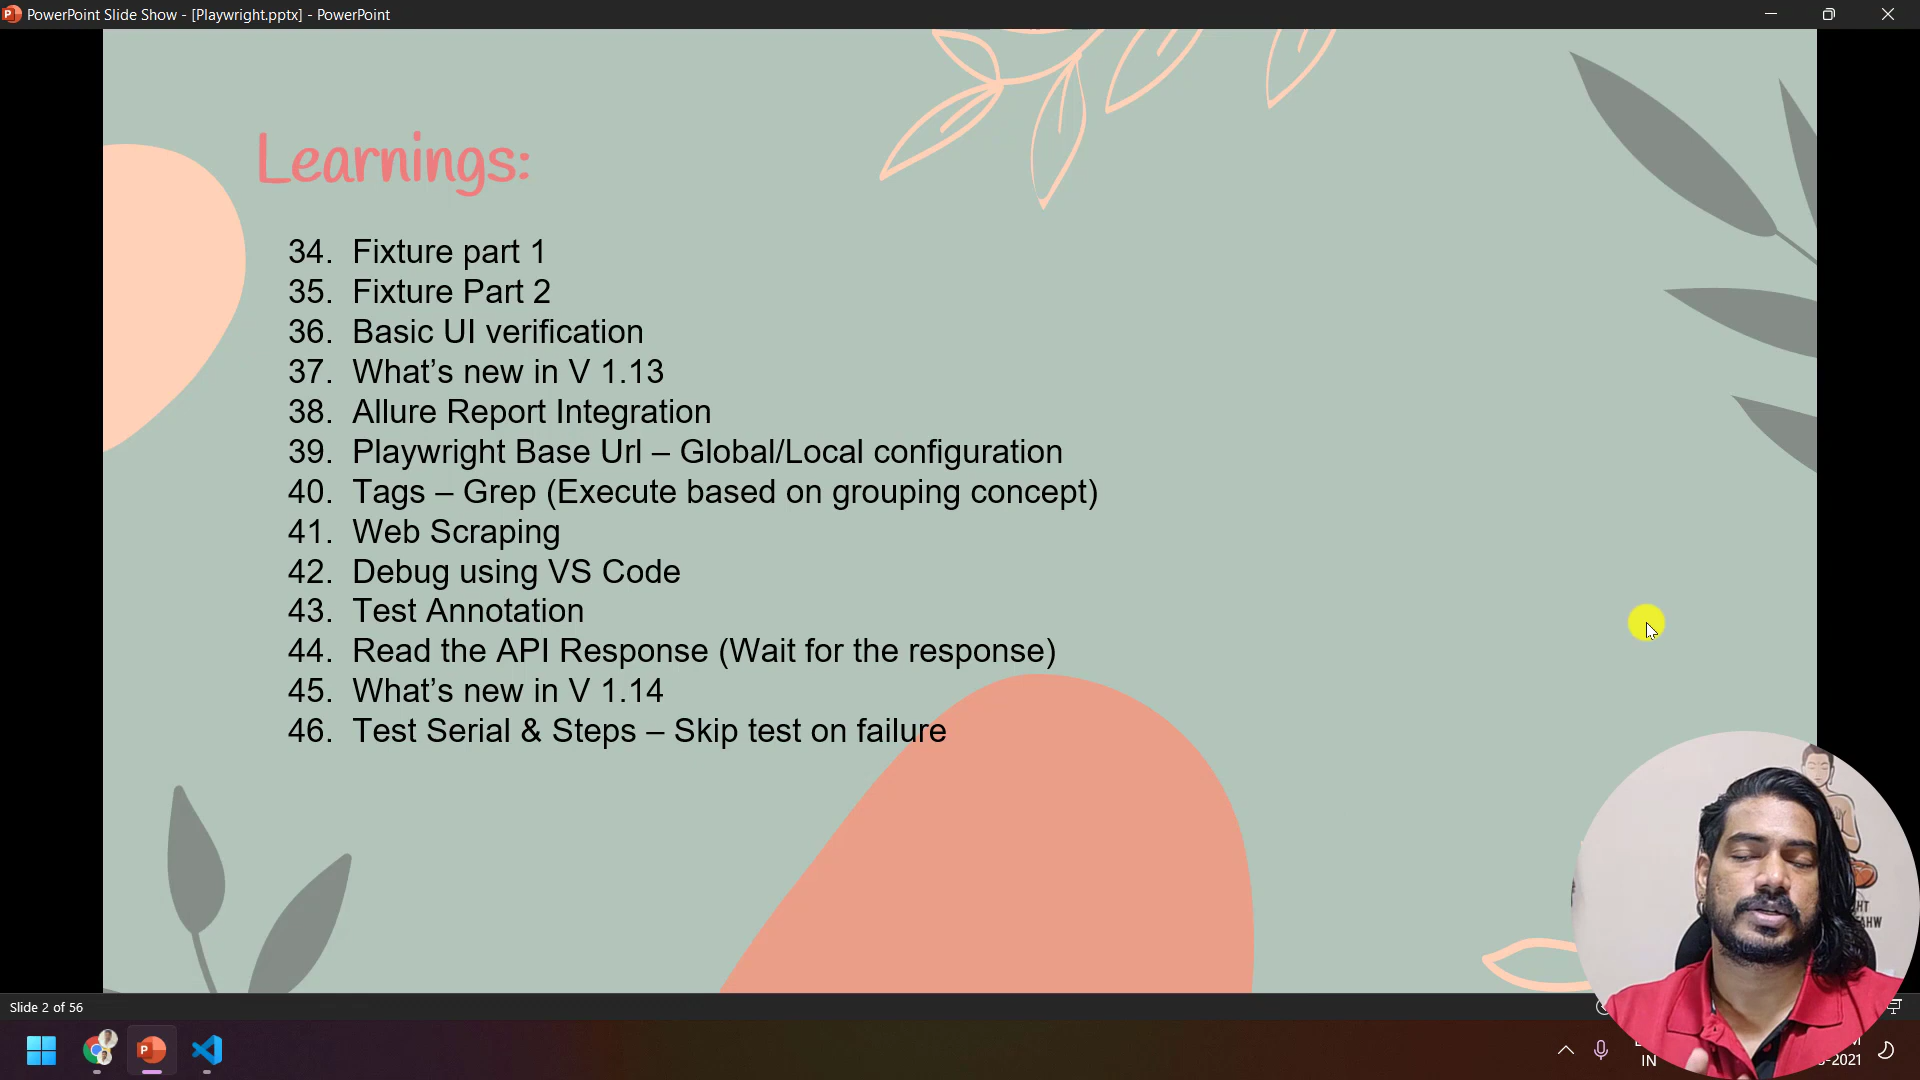 PowerPoint Slide Show - [Playwright.pptx] - PowerPoint
Learnings:
34. Fixture part 1
35. Fixture Part 2
36. Basic UI verification
37. What’s new in V 1.13
38. Allure Report Integration
39. Playwright Base Url – Global/Local configuration
40. Tags – Grep (Execute based on grouping concept)
41. Web Scraping
42. Debug using VS Code
43. Test Annotation
44. Read the API Response (Wait for the response)
45. What’s new in V 1.14
46. Test Serial & Steps – Skip test on failure
Slide 2 of 56
IN
-2021